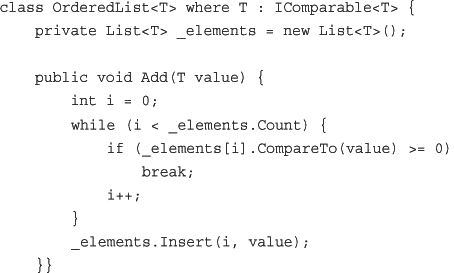 class OrderedList<T> where T : IComparable<T> {
    private List<T> _elements = new List<T>();

    public void Add(T value) {
        int i = 0;
        while (i < _elements.Count) {
            if (_elements[i].CompareTo(value) >= 0)
                break;
            i++;
        }
        _elements.Insert(i, value);
    }}